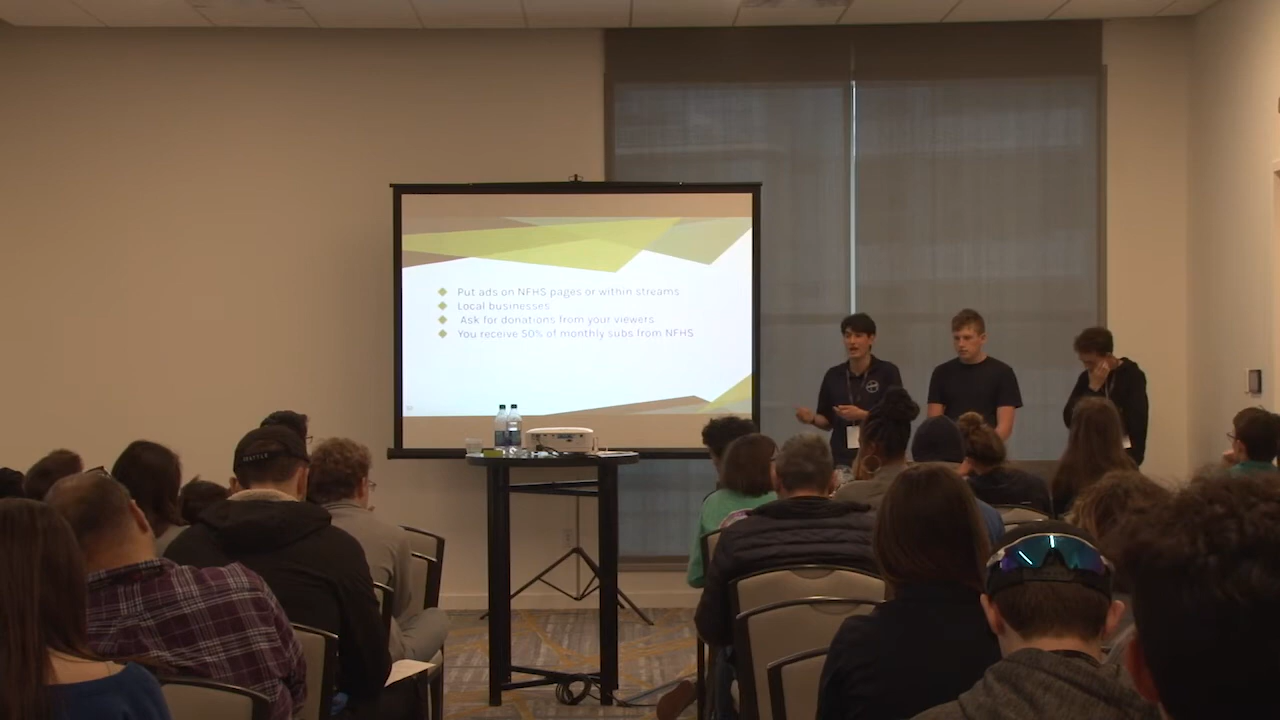 Put ads on NFHS pages or within streams
Local businesses
Ask for donations from your viewers
You receive 50% of monthly subs from NFHS
SEATTLE